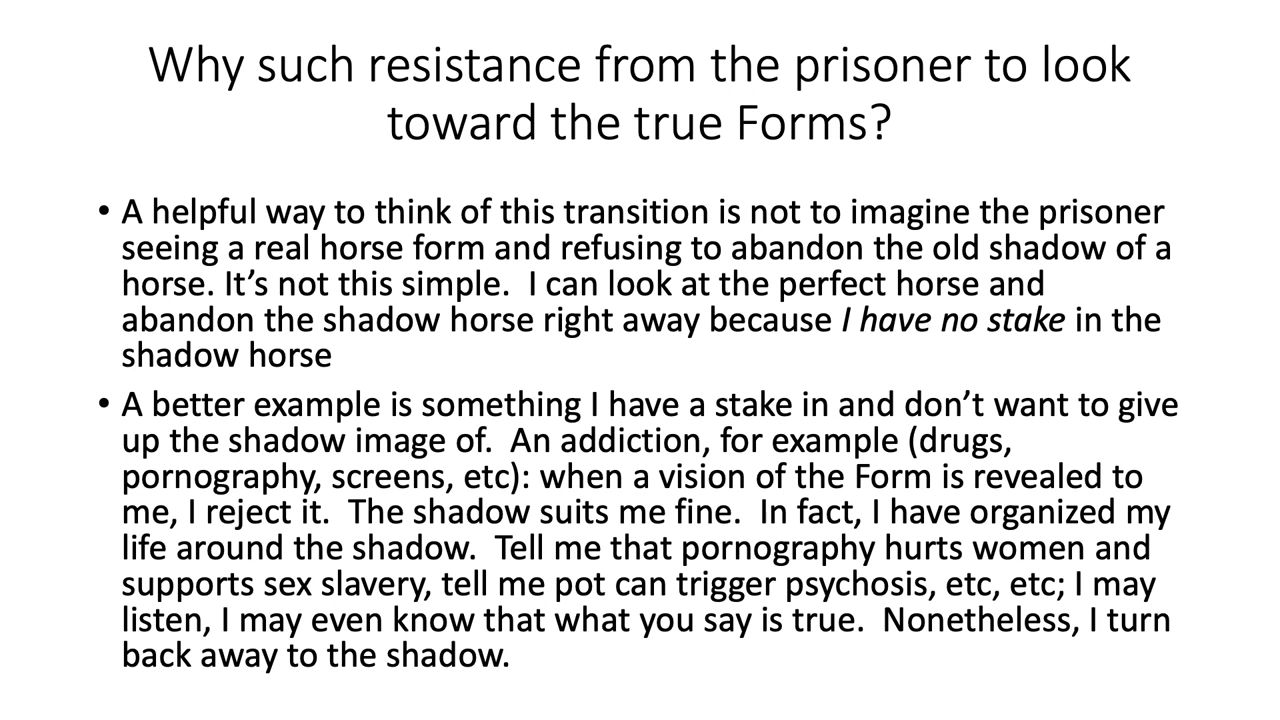 Why such resistance from the prisoner to look
toward the true Forms?
• A helpful way to think of this transition is not to imagine the prisoner
seeing a real horse form and refusing to abandon the old shadow of a
horse. It’s not this simple.  I can look at the perfect horse and
abandon the shadow horse right away because I have no stake in the
shadow horse
• A better example is something I have a stake in and don’t want to give
up the shadow image of.  An addiction, for example (drugs,
pornography, screens, etc): when a vision of the Form is revealed to
me, I reject it.  The shadow suits me fine.  In fact, I have organized my
life around the shadow.  Tell me that pornography hurts women and
supports sex slavery, tell me pot can trigger psychosis, etc, etc; I may
listen, I may even know that what you say is true.  Nonetheless, I turn
back away to the shadow.